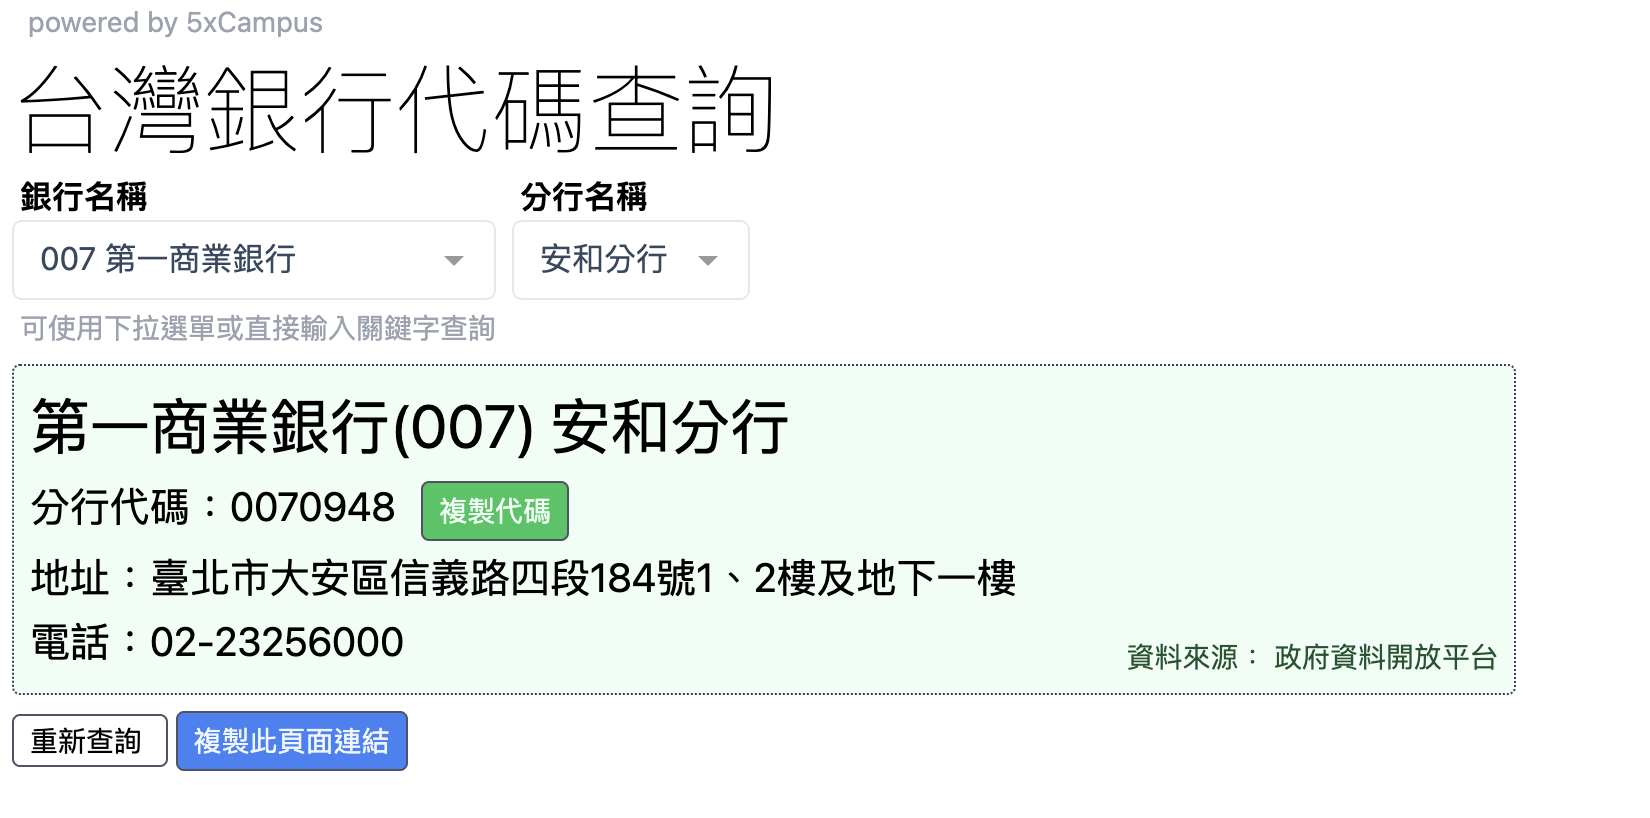 powered by 5xCampus
台灣銀行代碼查詢
銀行名稱 分行名稱
007 第一商業銀行 安和分行
可使用下拉選單或直接輸入關鍵字查詢
第一商業銀行(007) 安和分行
分行代碼：0070948 複製代碼
地址：臺北市大安區信義路四段184號1、2樓及地下一樓
電話：02-23256000
資料來源： 政府資料開放平台
重新查詢 複製此頁面連結